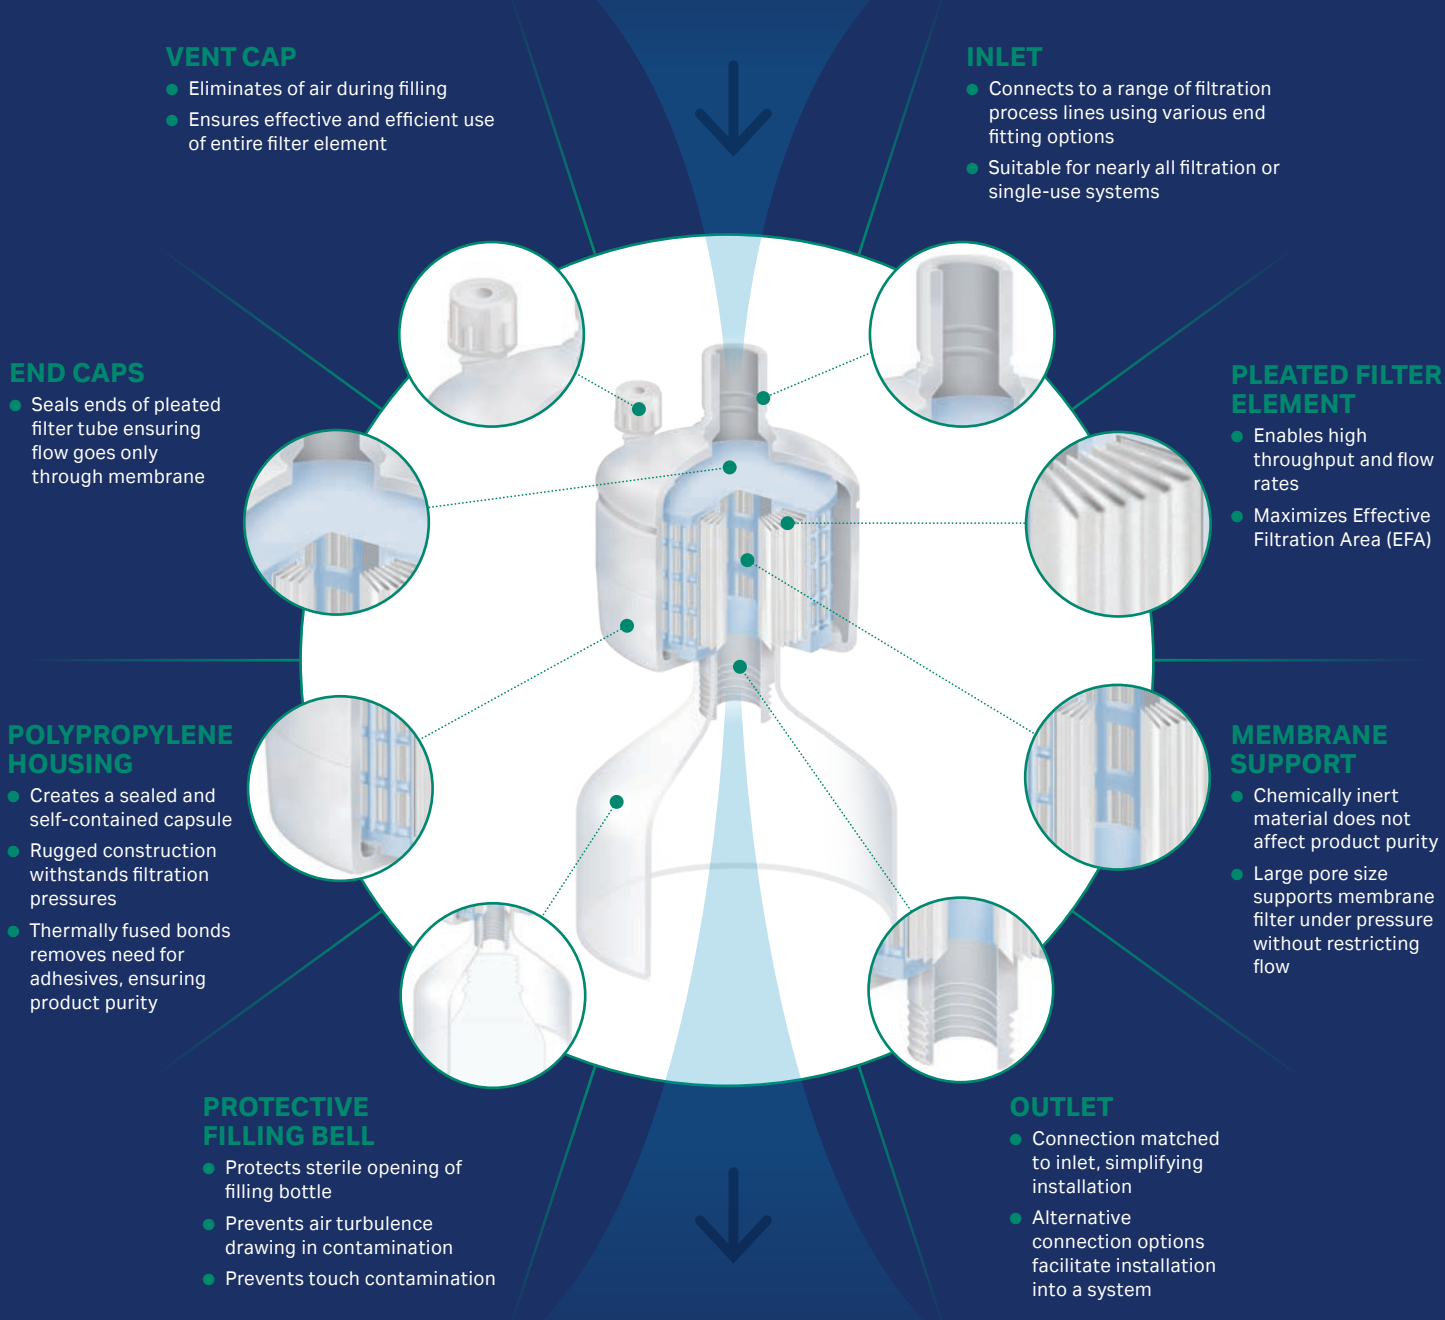 VENT CAP
Eliminates of air during filling
Ensures effective and efficient use
of entire filter element
INLET
Connects to a range of filtration
process lines using various end
fitting options
Suitable for nearly all filtration or
single-use systems
END CAPS
Seals ends of pleated
filter tube ensuring
flow goes only
through membrane
PLEATED FILTER
ELEMENT
Enables high
throughput and flow
rates
Maximizes Effective
Filtration Area (EFA)
POLYPROPYLENE
HOUSING
Creates a sealed and
self-contained capsule
Rugged construction
withstands filtration
pressures
Thermally fused bonds
removes need for
adhesives, ensuring
product purity
MEMBRANE
SUPPORT
Chemically inert
material does not
affect product purity
Large pore size
supports membrane
filter under pressure
without restricting
flow
PROTECTIVE
FILLING BELL
Protects sterile opening of
filling bottle
Prevents air turbulence
drawing in contamination
Prevents touch contamination
OUTLET
Connection matched
to inlet, simplifying
installation
Alternative
connection options
facilitate installation
into a system